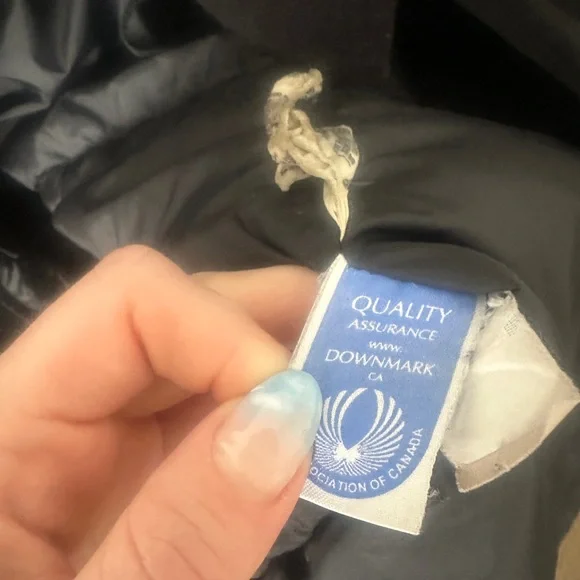 QUALITY
ASSURANCE
www.
DOWNMARK
CA
OCIATION OF CANADA